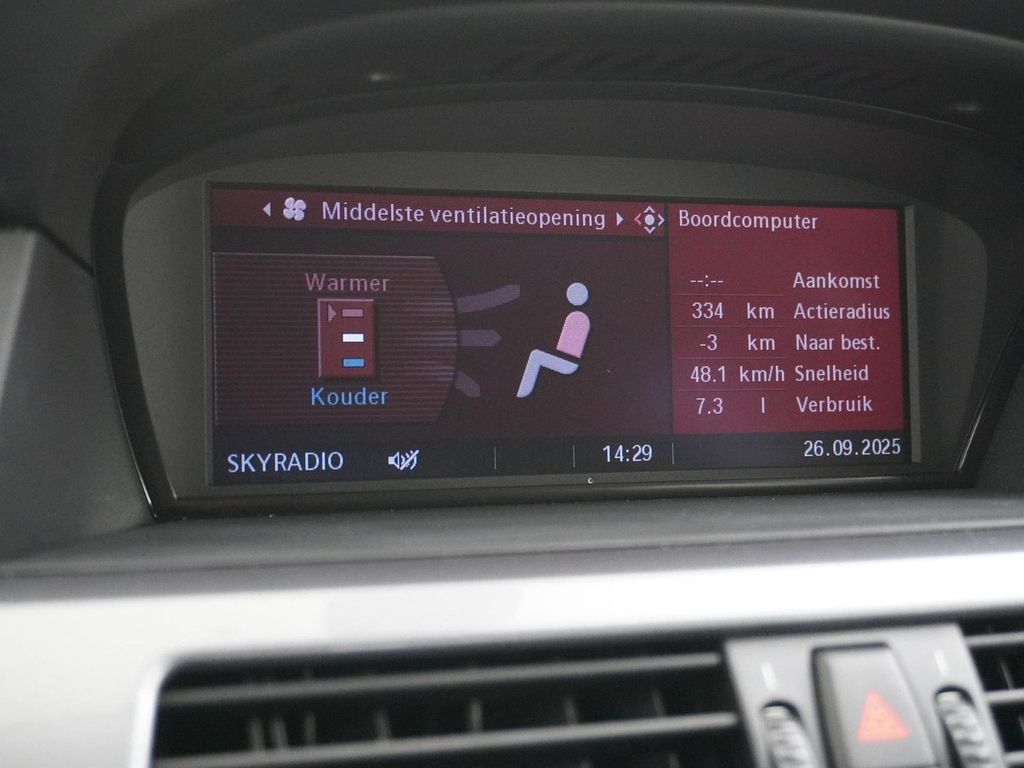 Middelste ventilatieopening
Warmer
Kouder
Boordcomputer
--:-- Aankomst
334 km Actieradius
-3 km Naar best.
48.1 km/h Snelheid
7.3 l Verbruik
SKYRADIO 14:29 26.09.2025